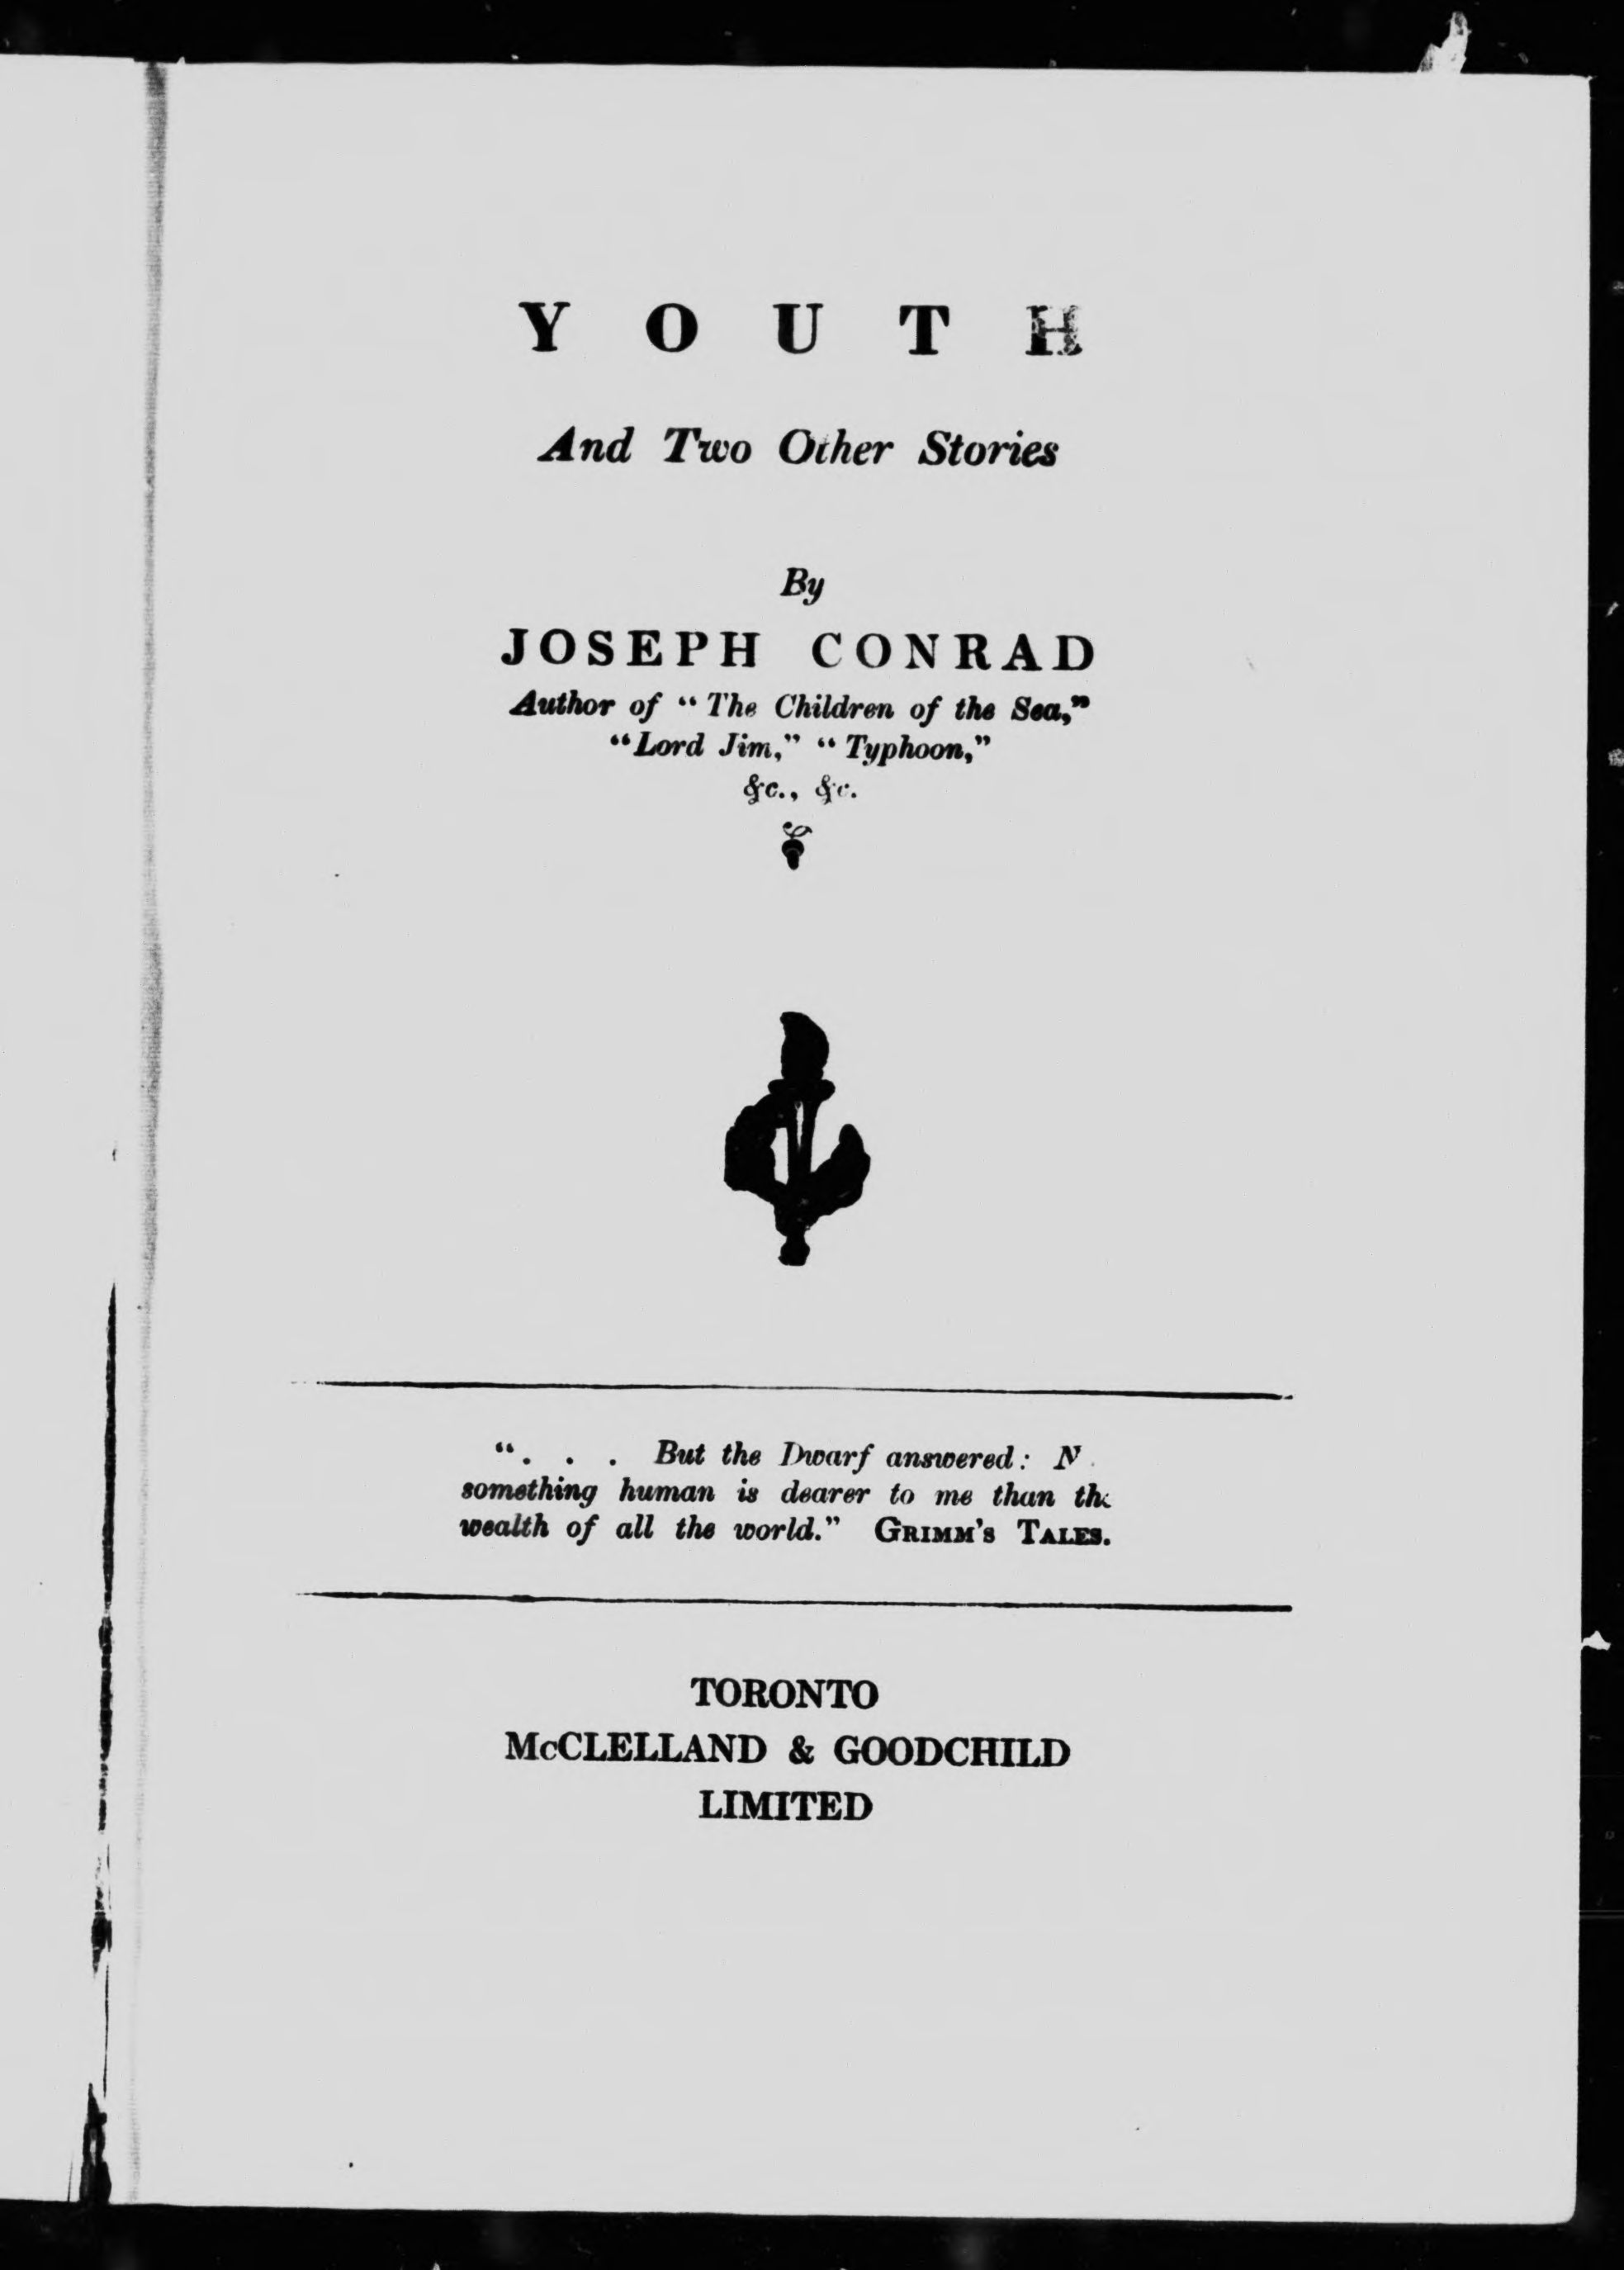 YOUTH
And Two Other Stories
By
JOSEPH CONRAD
Author of “The Children of the Sea,”
“Lord Jim,” “Typhoon,”
&c., &c.
“. . . But the Dwarf answered:
something human is dearer to me than the
wealth of all the world.” GRIMM'S TALES.
TORONTO
McCLELLAND & GOODCHILD
LIMITED